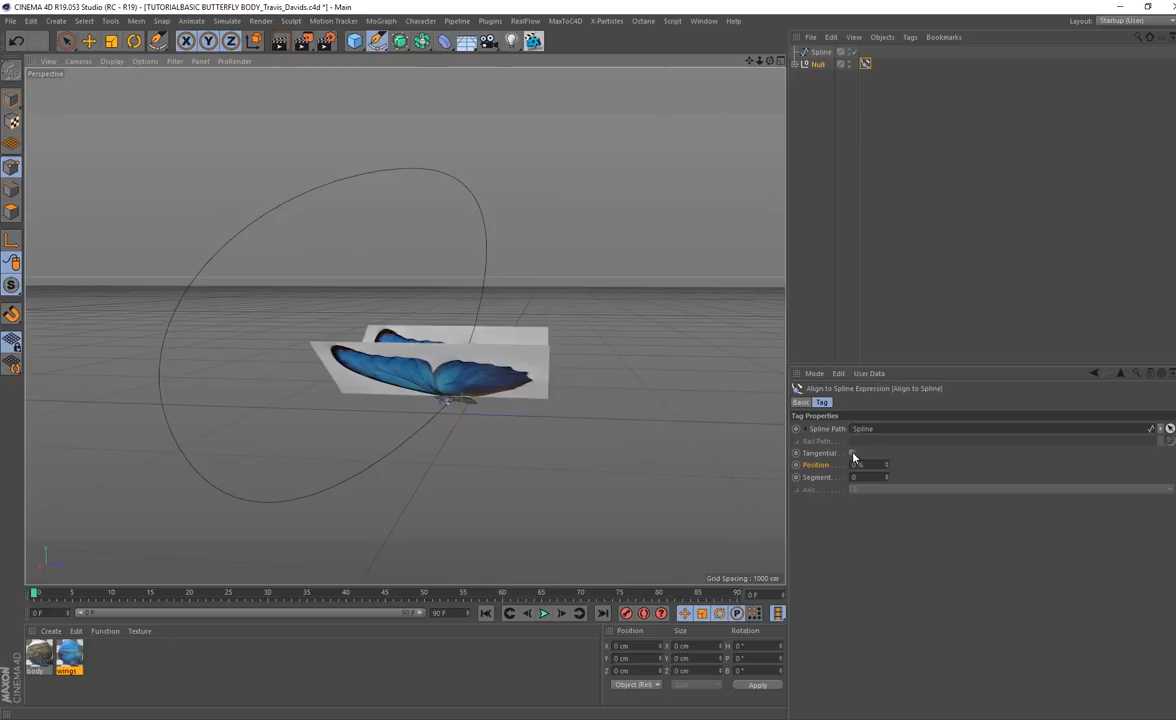 CINEMA 4D R19.053 Studio (RC - R19) - [TUTORIALBASIC BUTTERFLY BODY_Travis_Davids.c4d *] - Main
File Edit Create Select Tools Mesh Snap Animate Simulate Render Sculpt Motion Tracker MoGraph Character Pipeline Plugins RealFlow MaxToC4D X-Particles Octane Script Window Help
Layout: Startup (User)
File Edit View Objects Tags Bookmarks
Spline
Null
View Cameras Display Options Filter Panel ProRender
Perspective
Grid Spacing : 1000 cm
Mode Edit User Data
Align to Spline Expression [Align to Spline]
Basic Tag
Tag Properties
Spline Path Spline
Rail Path. . . .
Tangential . .
Position . . . . 0 %
Segment. . . . 0
Axis. . . . . . . .
0 5 10 15 20 25 30 35 40 45 50 55 60 65 70 75 80 85 90 0 F
0 F 0 F 90 F 90 F
Create Edit Function Texture
body wings
Position Size Rotation
X 0 cm X 0 cm H 0 °
Y 0 cm Y 0 cm P 0 °
Z 0 cm Z 0 cm B 0 °
Object (Rel) Size Apply
MAXON CINEMA 4D